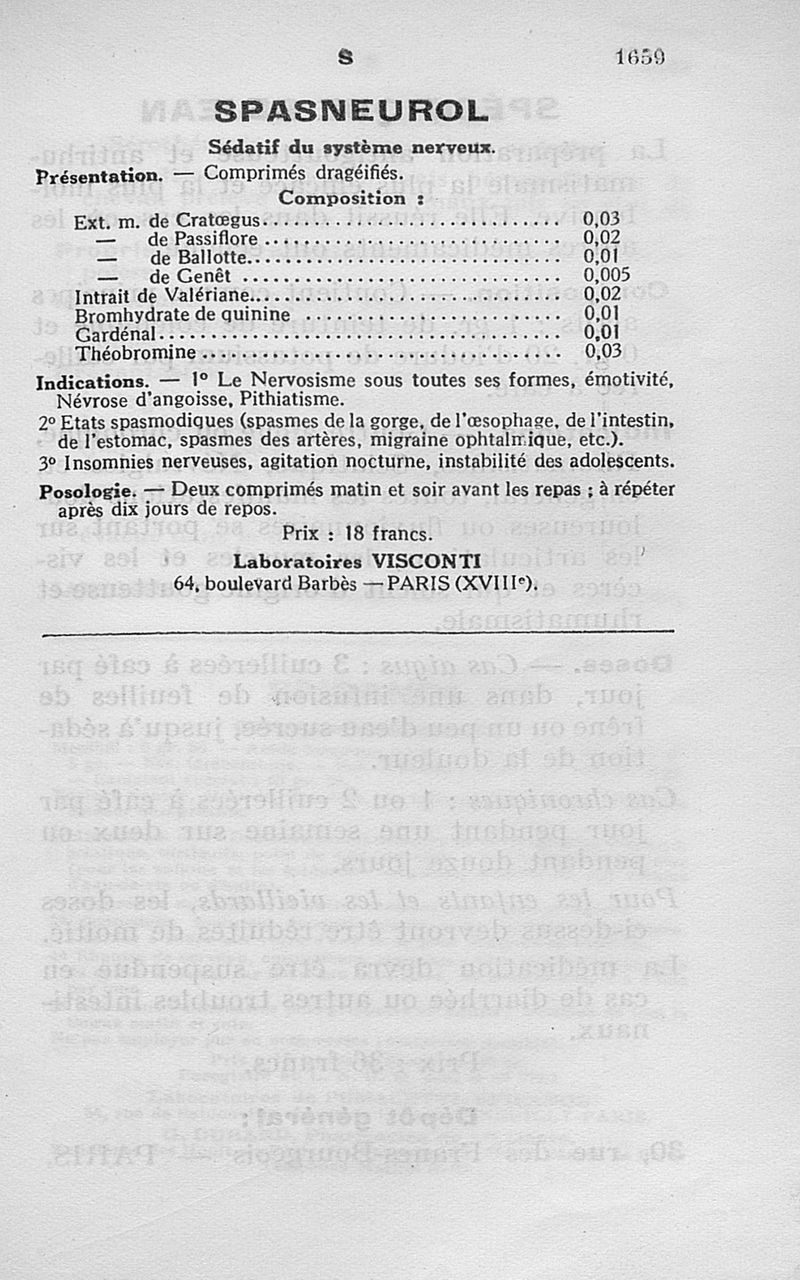 S 1659
SPASNEUROL
Sédatif du système nerveux.
Présentation. — Comprimés dragéifiés.
Composition :
Ext. m. de Cratœgus.............................. 0,03
— de Passiflore .............................. 0,02
— de Ballotte.............................. 0,01
— de Genêt .............................. 0,005
Intrait de Valériane.............................. 0,02
Bromhydrate de quinine .......................... 0,01
Gardénal.............................. 0,01
Théobromine .............................. 0,03
Indications. — 1° Le Nervosisme sous toutes ses formes, émotivité,
Névrose d'angoisse, Pithiatisme.
2° Etats spasmodiques (spasmes de la gorge, de l'œsophage, de l'intestin,
de l'estomac, spasmes des artères, migraine ophtalmique, etc.).
3° Insomnies nerveuses, agitation nocturne, instabilité des adolescents.
Posologie. — Deux comprimés matin et soir avant les repas ; à répéter
après dix jours de repos.
Prix : 18 francs.
Laboratoires VISCONTI
64, boulevard Barbès — PARIS (XVIIIe).